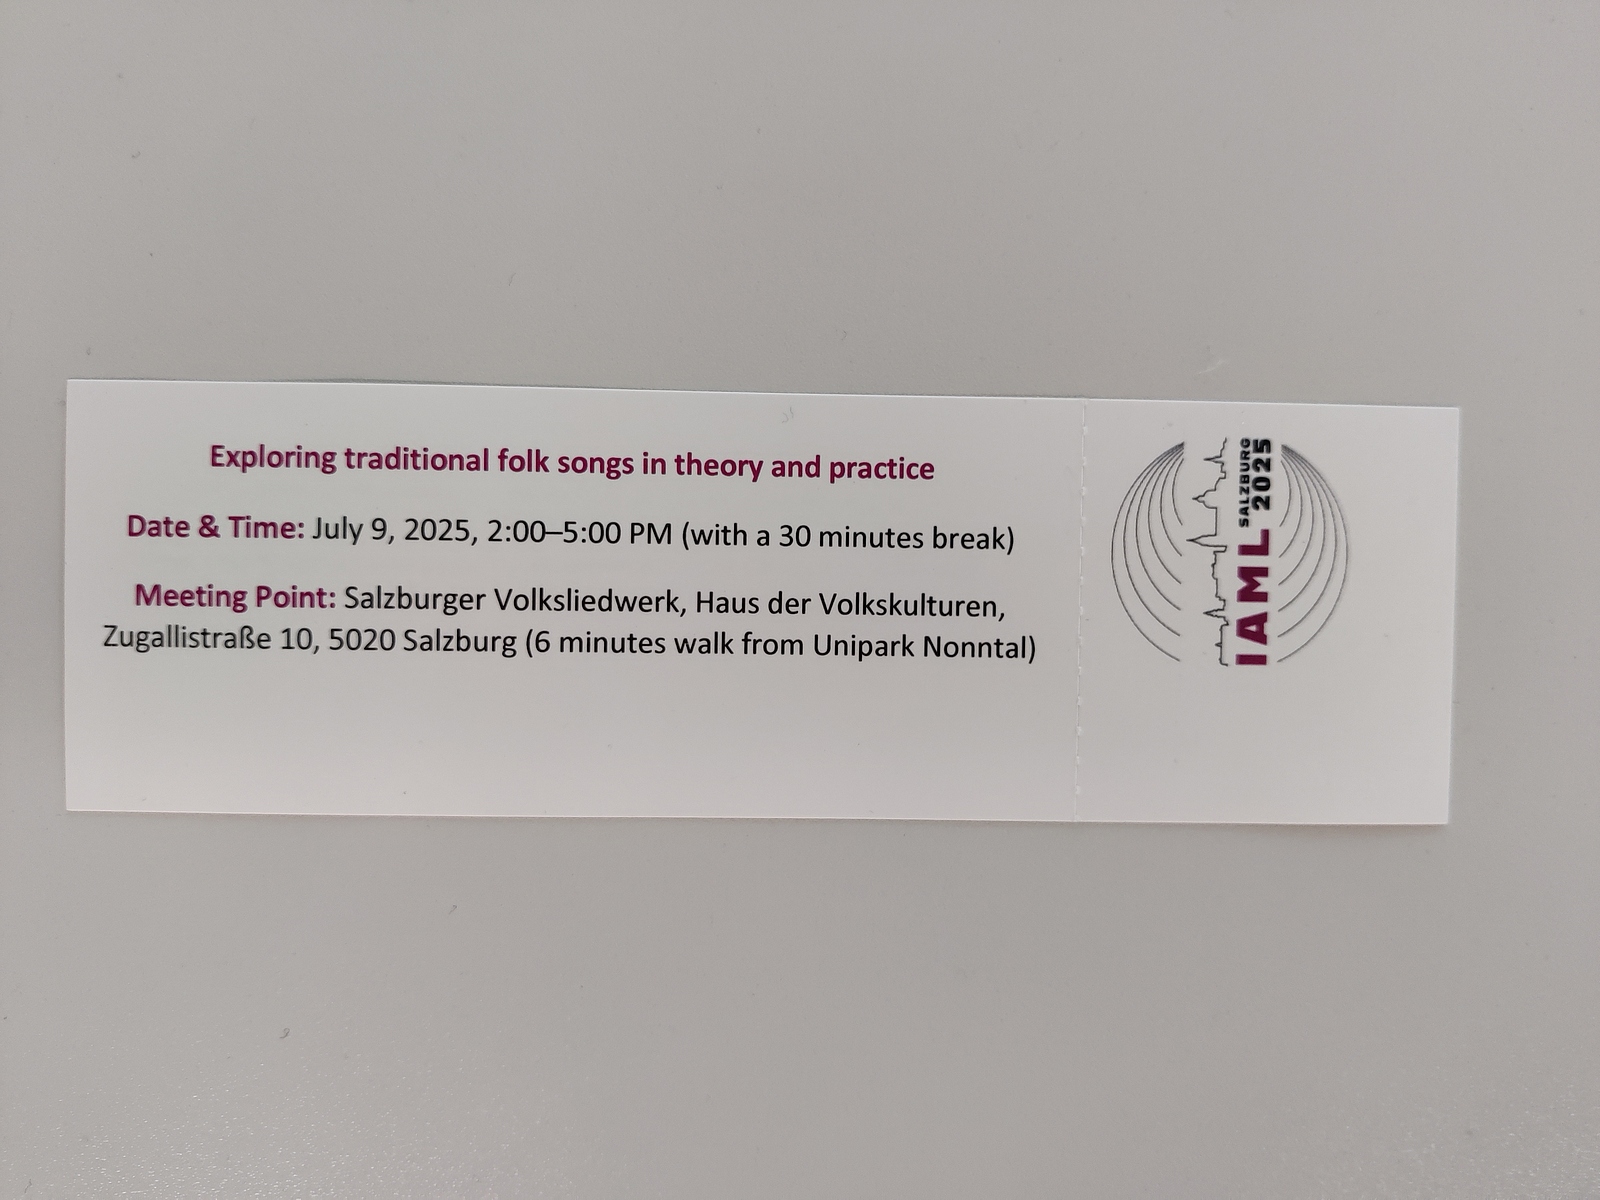 Exploring traditional folk songs in theory and practice
Date & Time: July 9, 2025, 2:00–5:00 PM (with a 30 minutes break)
Meeting Point: Salzburger Volksliedwerk, Haus der Volkskulturen,
Zugallistraße 10, 5020 Salzburg (6 minutes walk from Unipark Nonntal)
IAML
SALZBURG
2025